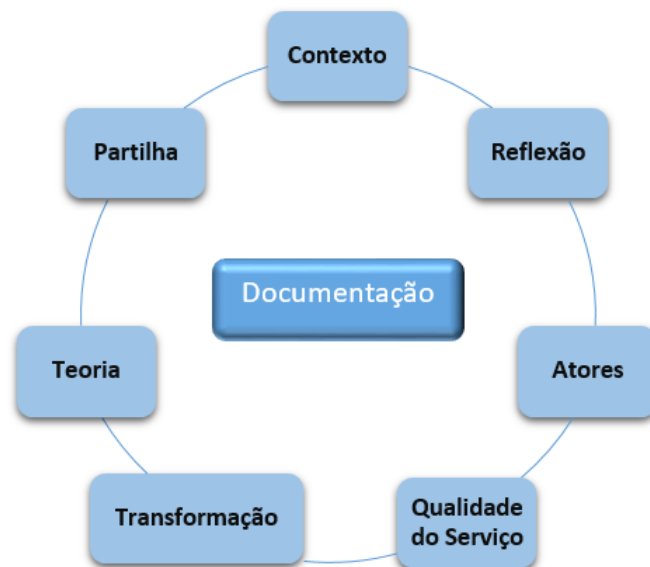 Contexto
Partilha
Reflexão
Documentação
Teoria
Atores
Transformação
Qualidade
do Serviço